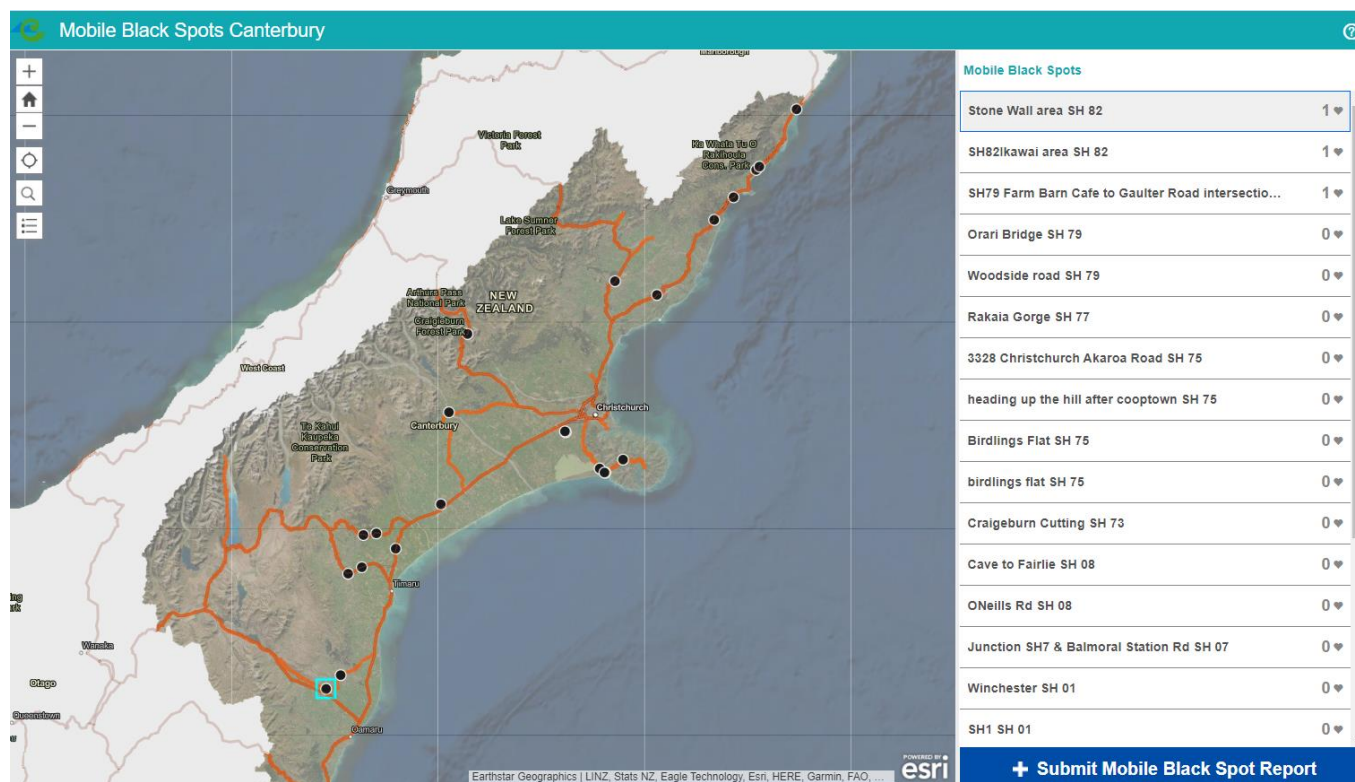 Mobile Black Spots Canterbury
Marlborough
Victoria Forest
Park
Ka Whata Tu O
Rakihouia
Cons. Park
Greymouth
Lake Sumner
Forest Park
Arthurs Pass
National Park
NEW
ZEALAND
Craigieburn
Forest Park
West Coast
Christchurch
Canterbury
Te Kahui
Kaupeka
Conservation
Park
Timaru
Wanaka
Otago
Queenstown
Oamaru
POWERED BY
esri
Earthstar Geographics | LINZ, Stats NZ, Eagle Technology, Esri, HERE, Garmin, FAO, ...
Mobile Black Spots
Stone Wall area SH 82 1
SH82Ikawai area SH 82 1
SH79 Farm Barn Cafe to Gaulter Road intersectio... 1
Orari Bridge SH 79 0
Woodside road SH 79 0
Rakaia Gorge SH 77 0
3328 Christchurch Akaroa Road SH 75 0
heading up the hill after cooptown SH 75 0
Birdlings Flat SH 75 0
birdlings flat SH 75 0
Craigeburn Cutting SH 73 0
Cave to Fairlie SH 08 0
ONeills Rd SH 08 0
Junction SH7 & Balmoral Station Rd SH 07 0
Winchester SH 01 0
SH1 SH 01 0
+ Submit Mobile Black Spot Report